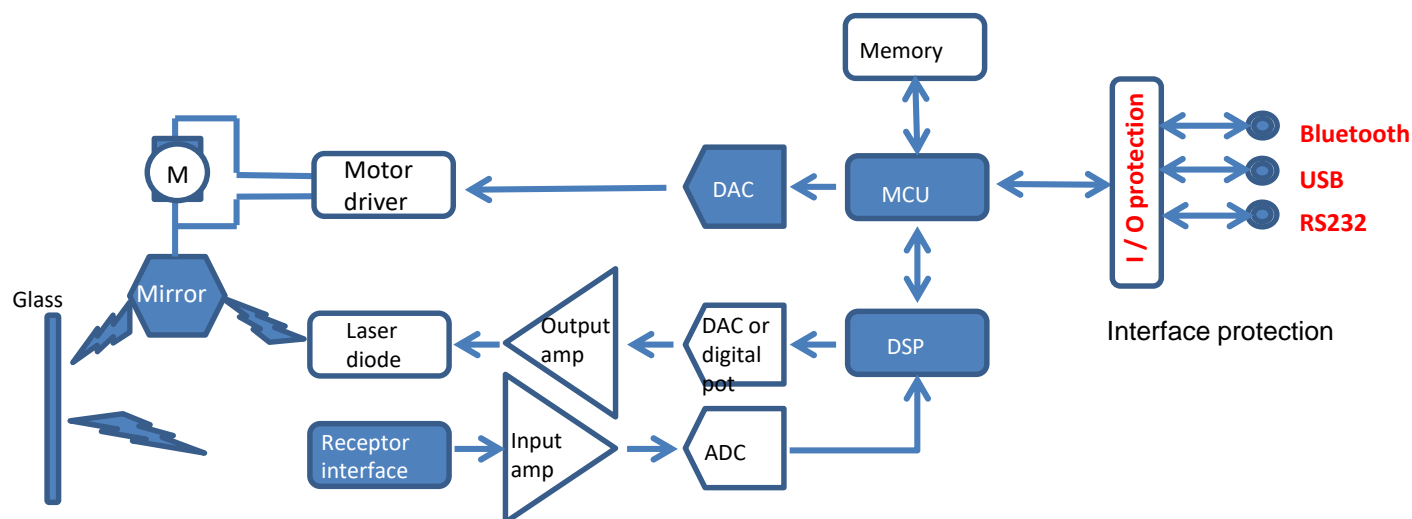 Memory
I / O protection
Bluetooth
USB
RS232
M
Motor
driver
DAC
MCU
Glass
Mirror
Laser
diode
Output
amp
DAC or
digital
pot
DSP
Interface protection
Receptor
interface
Input
amp
ADC